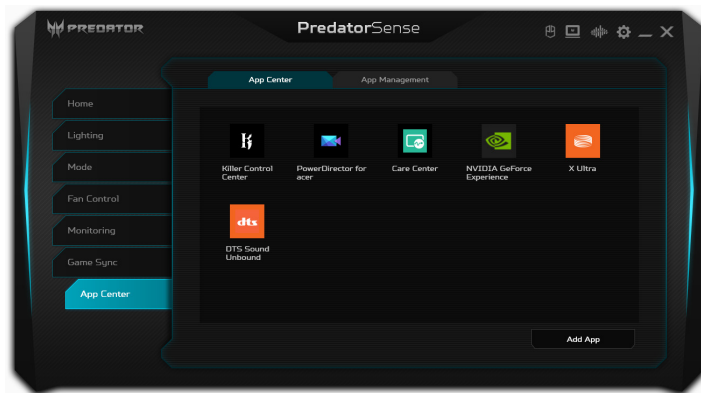 PREDATOR
PredatorSense
App Center
App Management
Home
Lighting
Mode
Fan Control
Monitoring
Game Sync
App Center
Killer Control
Center
PowerDirector for
acer
Care Center
NVIDIA GeForce
Experience
X Ultra
dts
DTS Sound
Unbound
Add App